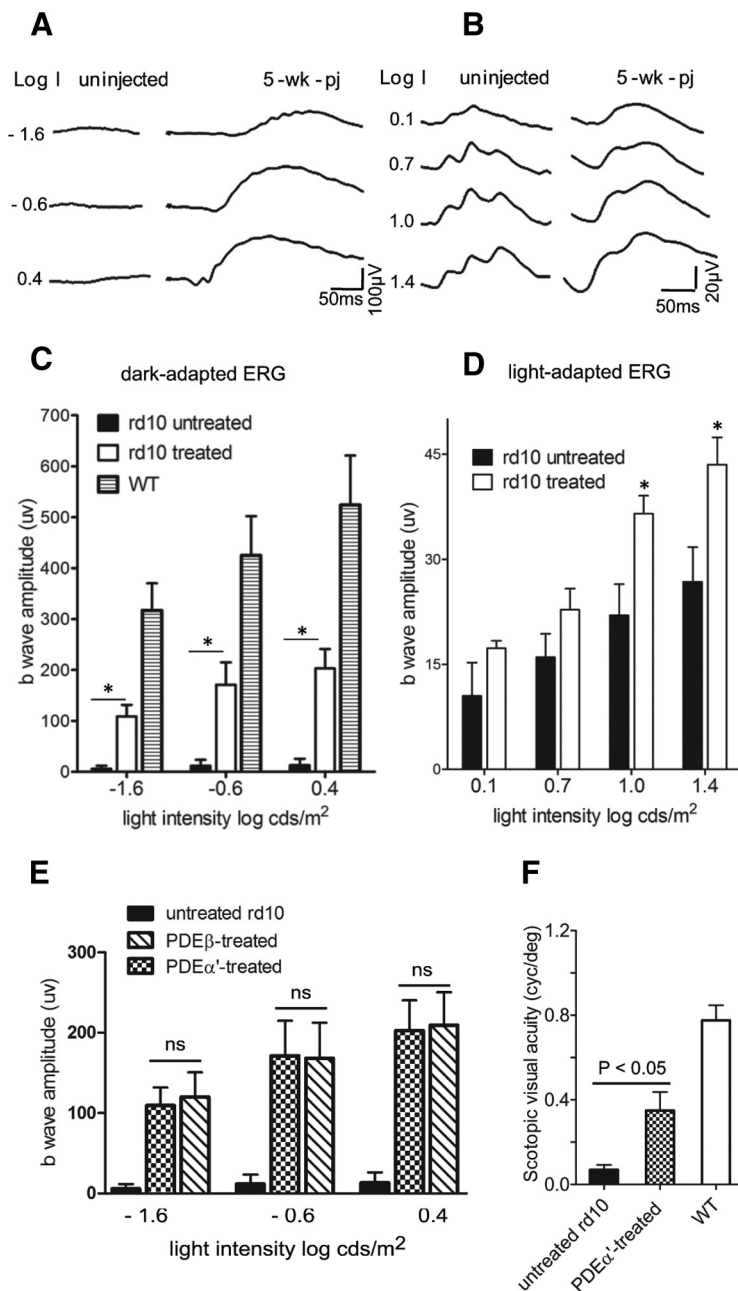 A
B
Log I uninjected 5-wk-pj
- 1.6
- 0.6
0.4
50ms
100µV
Log I uninjected 5-wk-pj
0.1
0.7
1.0
1.4
50ms
20µV
C
dark-adapted ERG
rd10 untreated
rd10 treated
WT
b wave amplitude (uv)
700
600
500
400
300
200
100
0
*
*
*
-1.6 -0.6 0.4
light intensity log cds/m²
D
light-adapted ERG
rd10 untreated
rd10 treated
b wave amplitude (uv)
45
30
15
0
*
*
0.1 0.7 1.0 1.4
light intensity log cds/m²
E
untreated rd10
PDEβ-treated
PDEα'-treated
b wave amplitude (uv)
300
200
100
0
ns
ns
ns
- 1.6 - 0.6 0.4
light intensity log cds/m²
F
Scotopic visual acuity (cyc/deg)
1.2
0.8
0.4
0.0
P < 0.05
untreated rd10
PDEα'-treated
WT